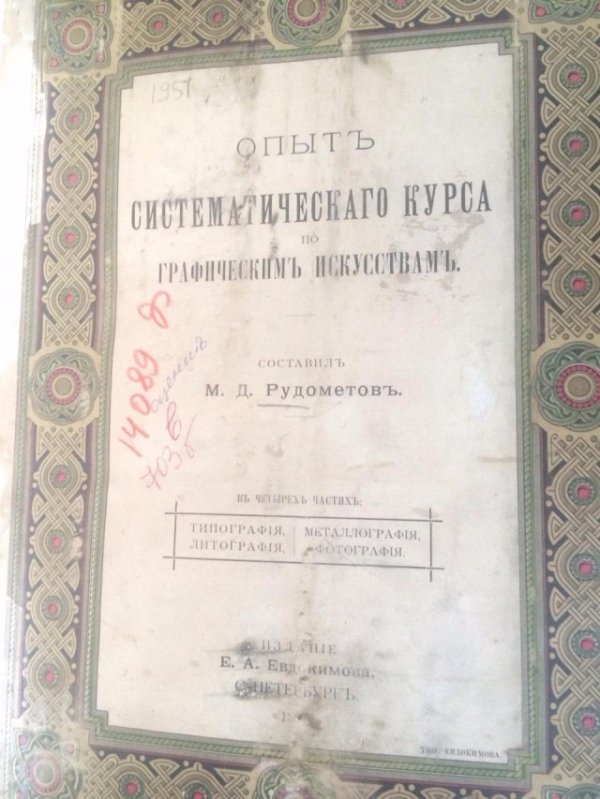 1951
ОПЫТЪ
СИСТЕМАТИЧЕСКАГО КУРСА
ПО
ГРАФИЧЕСКИМЪ ИСКУССТВАМЪ.
СОСТАВИЛЪ
М. Д. Рудометовъ.
14089
703
ВЪ ЧЕТЫРЕХЪ ЧАСТЯХЪ:
ТИПОГРАФІЯ, МЕТАЛЛОГРАФІЯ,
ЛИТОГРАФІЯ, ФОТОГРАФІЯ.
ИЗДАНІЕ
Е. А. Евдокимова.
С.-ПЕТЕРБУРГЪ.
ТИП. ЕВДОКИМОВА